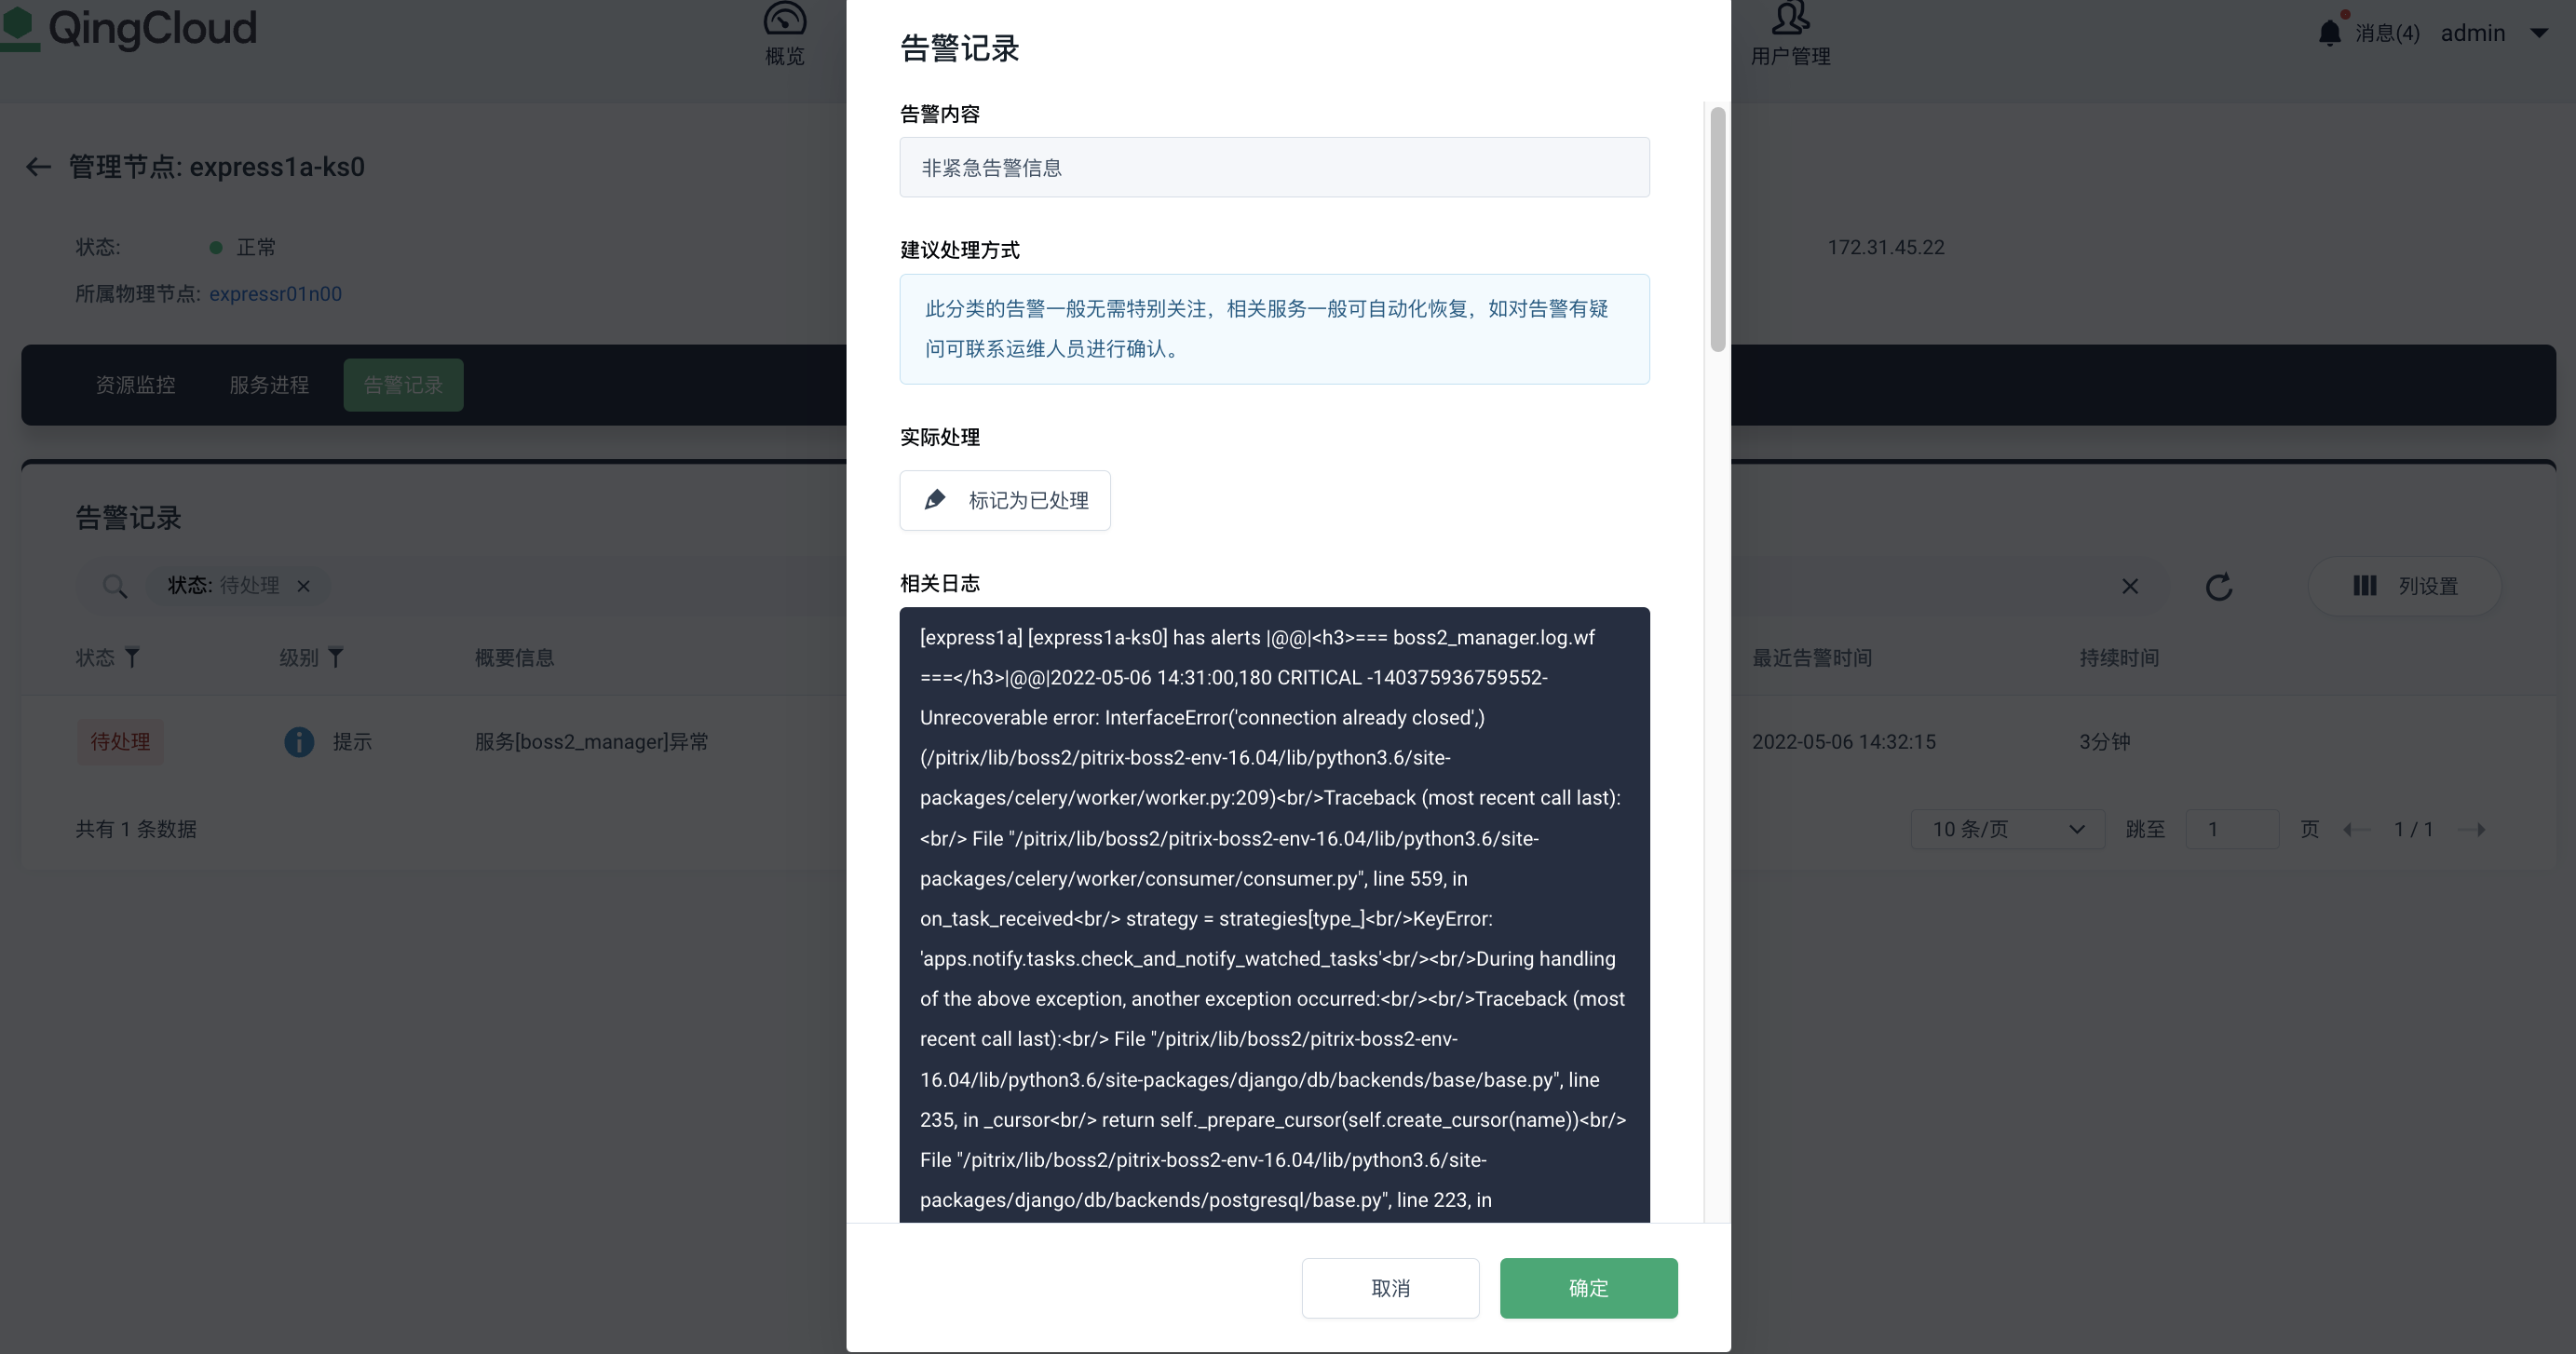 QingCloud
概览
用户管理
消息(4)
admin
管理节点: express1a-ks0
状态:
正常
172.31.45.22
所属物理节点: expressr01n00
资源监控
服务进程
告警记录
告警记录
状态: 待处理
列设置
状态
级别
概要信息
最近告警时间
持续时间
待处理
提示
服务[boss2_manager]异常
2022-05-06 14:32:15
3分钟
共有 1 条数据
10 条/页
跳至
1
页
1 / 1
告警记录
告警内容
非紧急告警信息
建议处理方式
此分类的告警一般无需特别关注，相关服务一般可自动化恢复，如对告警有疑
问可联系运维人员进行确认。
实际处理
标记为已处理
相关日志
[express1a] [express1a-ks0] has alerts |@@|<h3>=== boss2_manager.log.wf
===</h3>|@@|2022-05-06 14:31:00,180 CRITICAL -140375936759552-
Unrecoverable error: InterfaceError('connection already closed',)
(/pitrix/lib/boss2/pitrix-boss2-env-16.04/lib/python3.6/site-
packages/celery/worker/worker.py:209)<br/>Traceback (most recent call last):
<br/> File "/pitrix/lib/boss2/pitrix-boss2-env-16.04/lib/python3.6/site-
packages/celery/worker/consumer/consumer.py", line 559, in
on_task_received<br/> strategy = strategies[type_]<br/>KeyError:
'apps.notify.tasks.check_and_notify_watched_tasks'<br/><br/>During handling
of the above exception, another exception occurred:<br/><br/>Traceback (most
recent call last):<br/> File "/pitrix/lib/boss2/pitrix-boss2-env-
16.04/lib/python3.6/site-packages/django/db/backends/base/base.py", line
235, in _cursor<br/> return self._prepare_cursor(self.create_cursor(name))<br/>
File "/pitrix/lib/boss2/pitrix-boss2-env-16.04/lib/python3.6/site-
packages/django/db/backends/postgresql/base.py", line 223, in
取消
确定